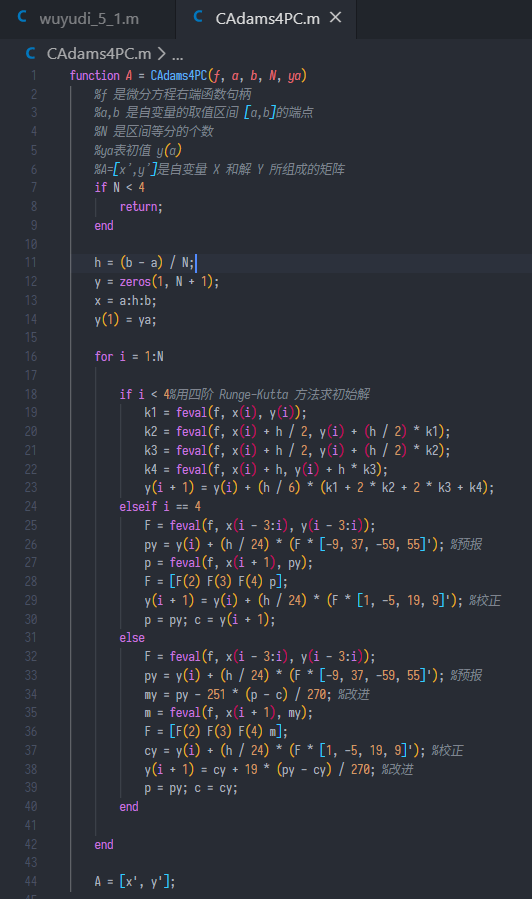 wuyudi_5_1.m
CAdams4PC.m
CAdams4PC.m > ...
1 function A = CAdams4PC(f, a, b, N, ya)
2 %f 是微分方程右端函数句柄
3 %a,b 是自变量的取值区间 [a,b]的端点
4 %N 是区间等分的个数
5 %ya表初值 y(a)
6 %A=[x',y']是自变量 X 和解 Y 所组成的矩阵
7 if N < 4
8 return;
9 end
10
11 h = (b - a) / N;
12 y = zeros(1, N + 1);
13 x = a:h:b;
14 y(1) = ya;
15
16 for i = 1:N
17
18 if i < 4%用四阶 Runge-Kutta 方法求初始解
19 k1 = feval(f, x(i), y(i));
20 k2 = feval(f, x(i) + h / 2, y(i) + (h / 2) * k1);
21 k3 = feval(f, x(i) + h / 2, y(i) + (h / 2) * k2);
22 k4 = feval(f, x(i) + h, y(i) + h * k3);
23 y(i + 1) = y(i) + (h / 6) * (k1 + 2 * k2 + 2 * k3 + k4);
24 elseif i == 4
25 F = feval(f, x(i - 3:i), y(i - 3:i));
26 py = y(i) + (h / 24) * (F * [-9, 37, -59, 55]'); %预报
27 p = feval(f, x(i + 1), py);
28 F = [F(2) F(3) F(4) p];
29 y(i + 1) = y(i) + (h / 24) * (F * [1, -5, 19, 9]'); %校正
30 p = py; c = y(i + 1);
31 else
32 F = feval(f, x(i - 3:i), y(i - 3:i));
33 py = y(i) + (h / 24) * (F * [-9, 37, -59, 55]'); %预报
34 my = py - 251 * (p - c) / 270; %改进
35 m = feval(f, x(i + 1), my);
36 F = [F(2) F(3) F(4) m];
37 cy = y(i) + (h / 24) * (F * [1, -5, 19, 9]'); %校正
38 y(i + 1) = cy + 19 * (py - cy) / 270; %改进
39 p = py; c = cy;
40 end
41
42 end
43
44 A = [x', y'];